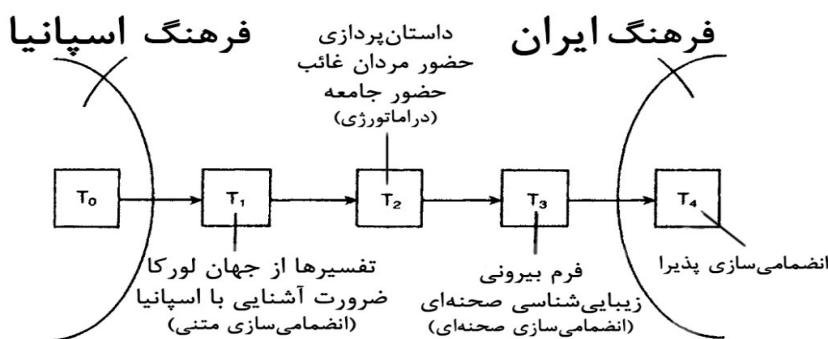 فرهنگ ایران
فرهنگ اسپانیا
داستان‌پردازی
حضور مردان غائب
حضور جامعه
(دراماتورژی)
T₀
T₁
T₂
T₃
T₄
تفسیرها از جهان لورکا
ضرورت آشنایی با اسپانیا
(انضمامی‌سازی متنی)
فرم بیرونی
زیبایی‌شناسی صحنه‌ای
(انضمامی‌سازی صحنه‌ای)
انضمامی‌سازی پذیرا